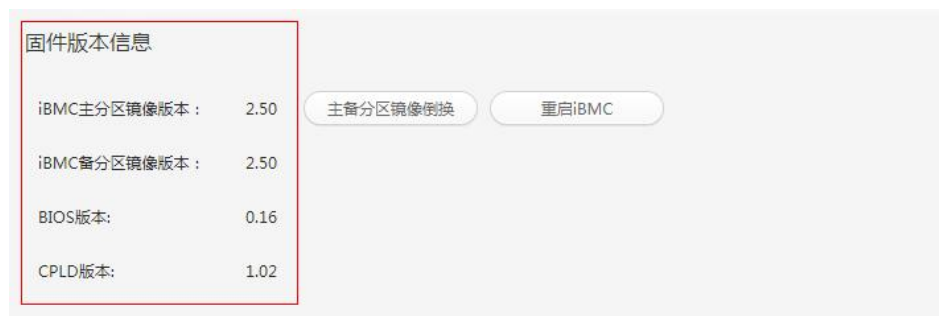 固件版本信息
iBMC主分区镜像版本： 2.50 主备分区镜像倒换 重启iBMC
iBMC备分区镜像版本： 2.50
BIOS版本: 0.16
CPLD版本: 1.02